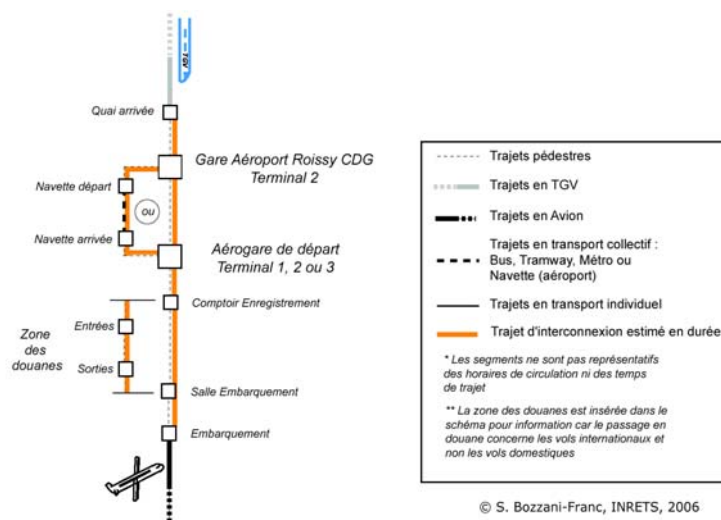 TGV
Quai arrivée
Gare Aéroport Roissy CDG
Terminal 2
Navette départ
ou
Navette arrivée
Aérogare de départ
Terminal 1, 2 ou 3
Comptoir Enregistrement
Entrées
Zone
des
douanes
Sorties
Salle Embarquement
Embarquement
Trajets pédestres
Trajets en TGV
Trajets en Avion
Trajets en transport collectif :
Bus, Tramway, Métro ou
Navette (aéroport)
Trajets en transport individuel
Trajet d'interconnexion estimé en durée
* Les segments ne sont pas représentatifs
des horaires de circulation ni des temps
de trajet
** La zone des douanes est insérée dans le
schéma pour information car le passage en
douane concerne les vols internationaux et
non les vols domestiques
© S. Bozzani-Franc, INRETS, 2006